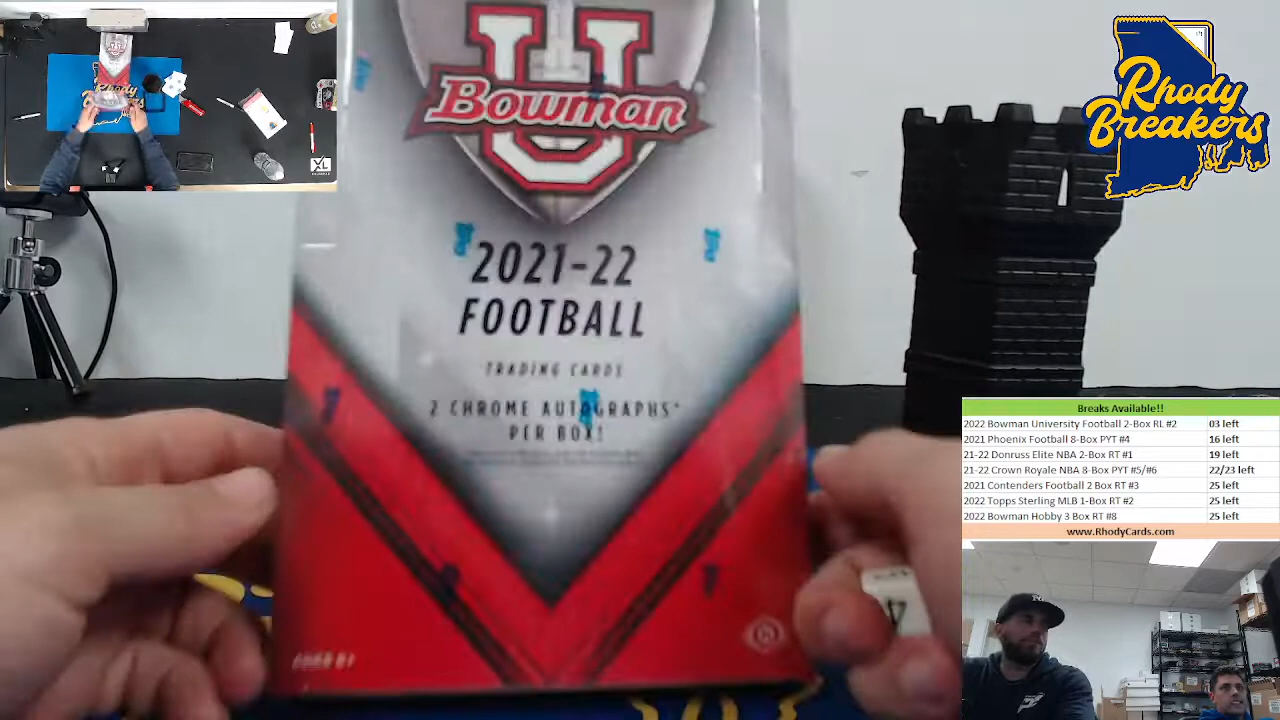 U
Bowman
2021-22
FOOTBALL
TRADING CARDS
2 CHROME AUTOGRAPHS*
PER BOX!
Rhody
Breakers
Breaks Available!!
2022 Bowman University Football 2-Box RL #2 03 left
2021 Phoenix Football 8-Box PYT #4 16 left
21-22 Donruss Elite NBA 2-Box RT #1 19 left
21-22 Crown Royale NBA 8-Box PYT #5/#6 22/23 left
2021 Contenders Football 2 Box RT #3 25 left
2022 Topps Sterling MLB 1-Box RT #2 25 left
2022 Bowman Hobby 3 Box RT #8 25 left
www.RhodyCards.com